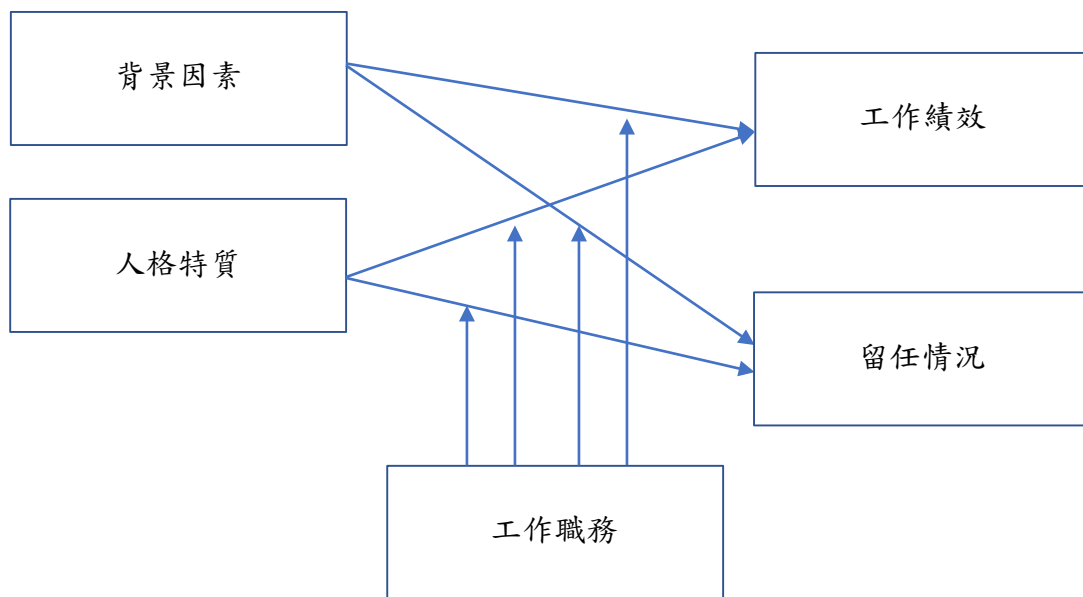 背景因素
工作績效
人格特質
留任情況
工作職務